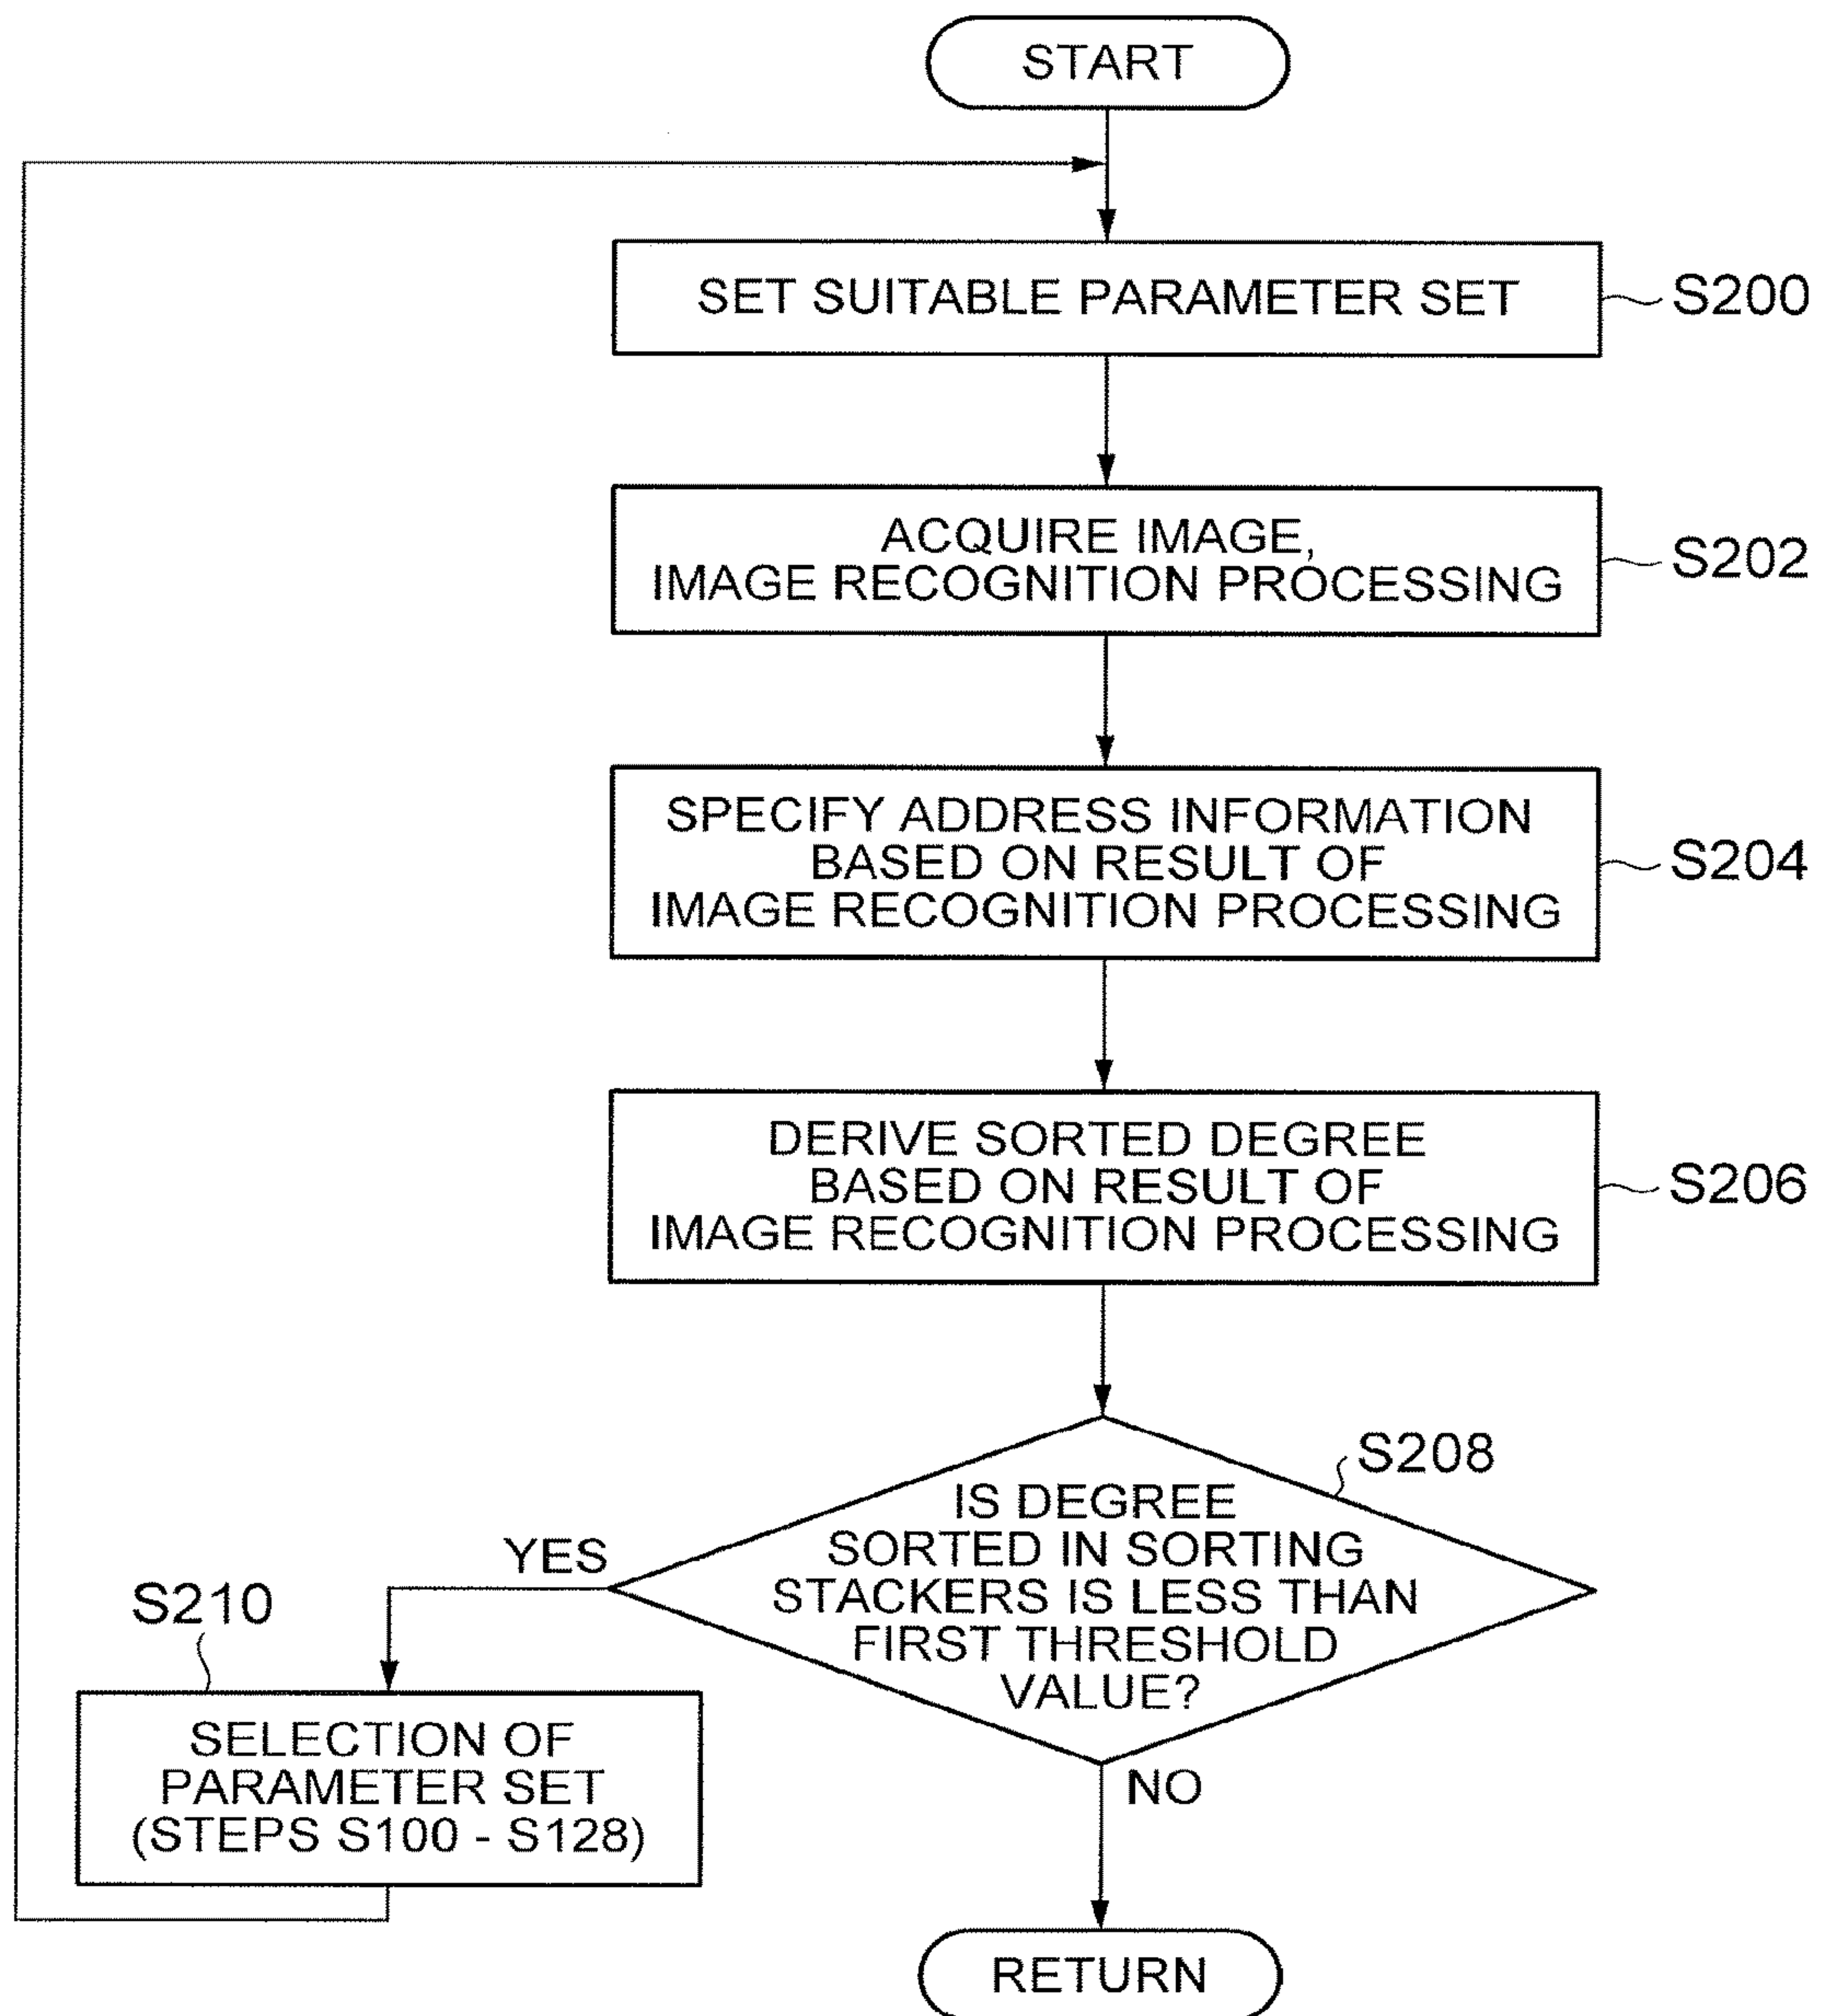 START
SET SUITABLE PARAMETER SET
S200
ACQUIRE IMAGE,
IMAGE RECOGNITION PROCESSING
S202
SPECIFY ADDRESS INFORMATION
BASED ON RESULT OF
IMAGE RECOGNITION PROCESSING
S204
DERIVE SORTED DEGREE
BASED ON RESULT OF
IMAGE RECOGNITION PROCESSING
S206
S208
IS DEGREE
SORTED IN SORTING
STACKERS IS LESS THAN
FIRST THRESHOLD
VALUE?
YES
S210
SELECTION OF
PARAMETER SET
(STEPS S100 - S128)
NO
RETURN